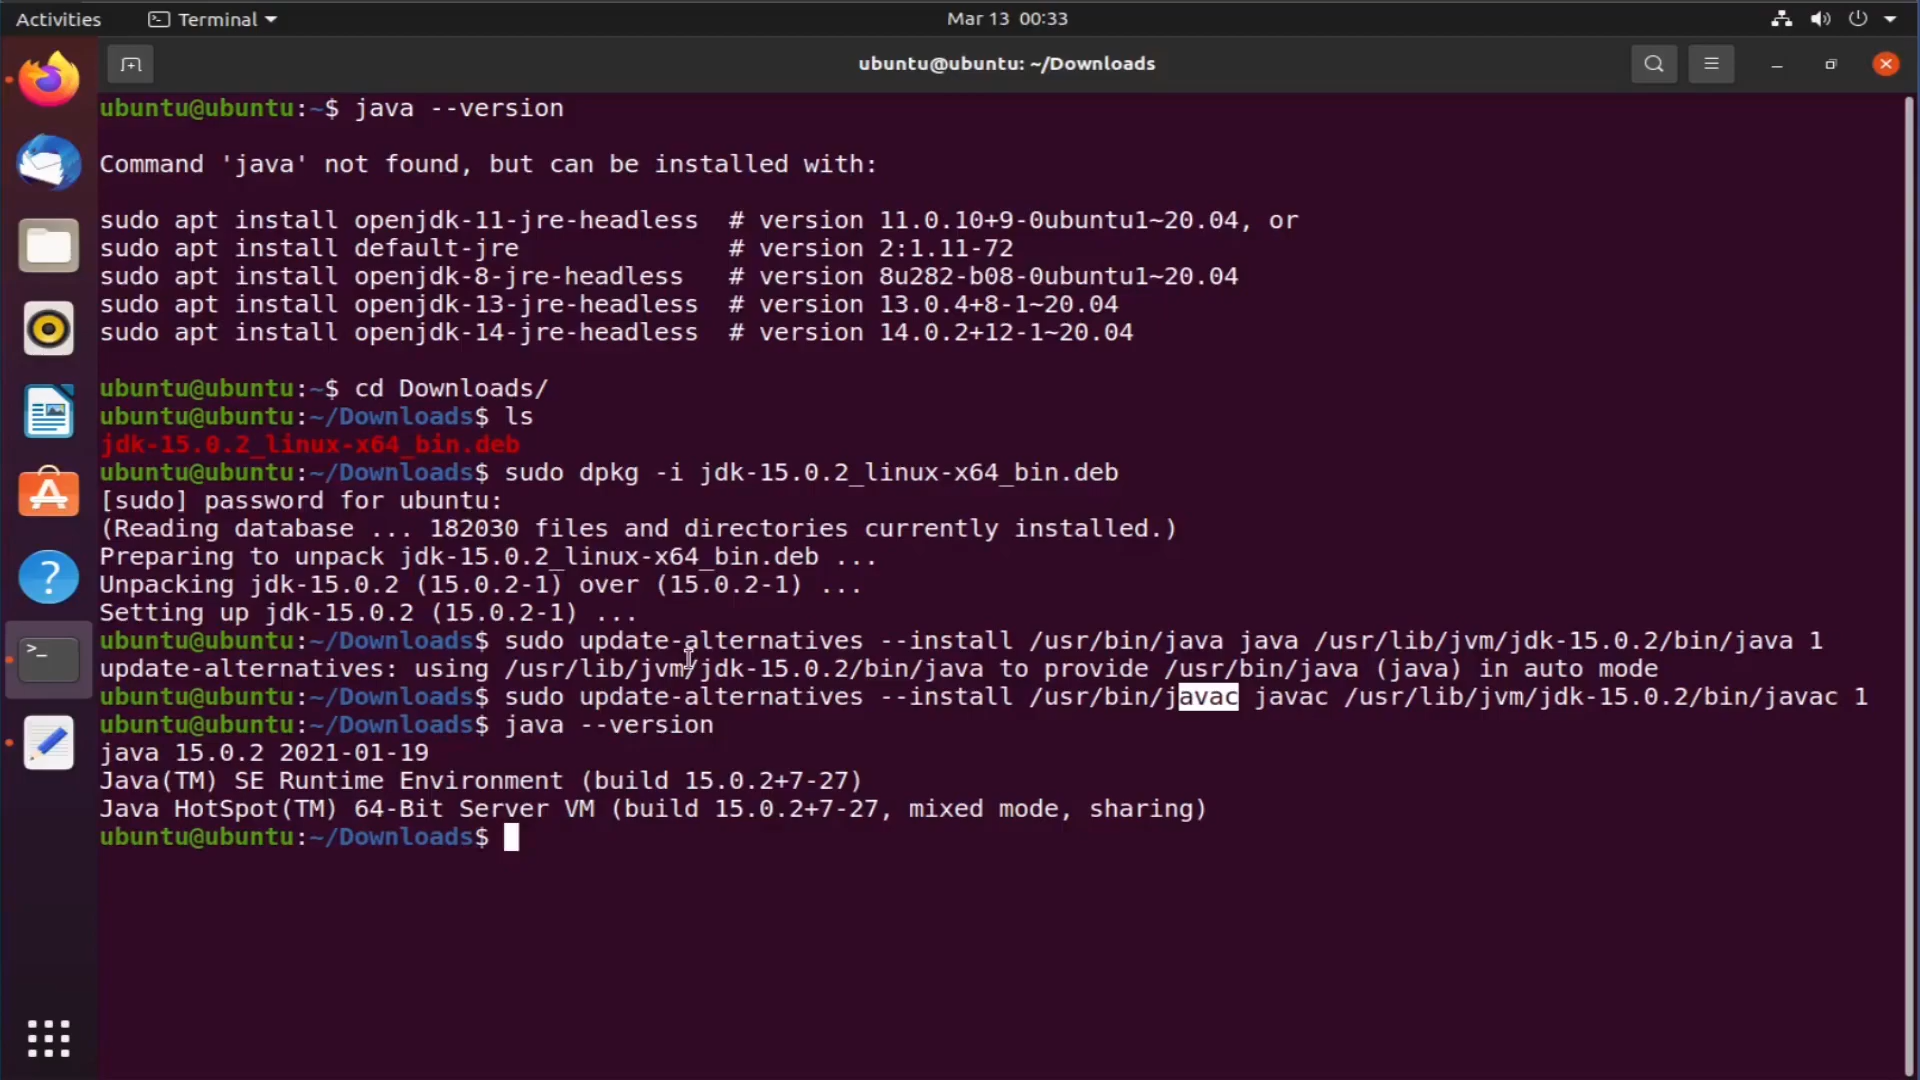 Activities
Terminal
Mar 13 00:33
ubuntu@ubuntu: ~/Downloads
ubuntu@ubuntu:~$ java --version
Command 'java' not found, but can be installed with:
sudo apt install openjdk-11-jre-headless  # version 11.0.10+9-0ubuntu1~20.04, or
sudo apt install default-jre              # version 2:1.11-72
sudo apt install openjdk-8-jre-headless   # version 8u282-b08-0ubuntu1~20.04
sudo apt install openjdk-13-jre-headless  # version 13.0.4+8-1~20.04
sudo apt install openjdk-14-jre-headless  # version 14.0.2+12-1~20.04
ubuntu@ubuntu:~$ cd Downloads/
ubuntu@ubuntu:~/Downloads$ ls
jdk-15.0.2_linux-x64_bin.deb
ubuntu@ubuntu:~/Downloads$ sudo dpkg -i jdk-15.0.2_linux-x64_bin.deb
[sudo] password for ubuntu:
(Reading database ... 182030 files and directories currently installed.)
Preparing to unpack jdk-15.0.2_linux-x64_bin.deb ...
Unpacking jdk-15.0.2 (15.0.2-1) over (15.0.2-1) ...
Setting up jdk-15.0.2 (15.0.2-1) ...
ubuntu@ubuntu:~/Downloads$ sudo update-alternatives --install /usr/bin/java java /usr/lib/jvm/jdk-15.0.2/bin/java 1
update-alternatives: using /usr/lib/jvm/jdk-15.0.2/bin/java to provide /usr/bin/java (java) in auto mode
ubuntu@ubuntu:~/Downloads$ sudo update-alternatives --install /usr/bin/javac javac /usr/lib/jvm/jdk-15.0.2/bin/javac 1
ubuntu@ubuntu:~/Downloads$ java --version
java 15.0.2 2021-01-19
Java(TM) SE Runtime Environment (build 15.0.2+7-27)
Java HotSpot(TM) 64-Bit Server VM (build 15.0.2+7-27, mixed mode, sharing)
ubuntu@ubuntu:~/Downloads$